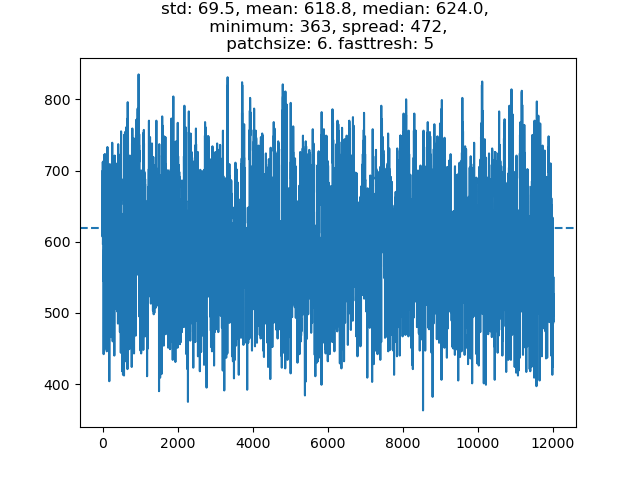 std: 69.5, mean: 618.8, median: 624.0,
minimum: 363, spread: 472,
patchsize: 6. fasttresh: 5
800
700
600
500
400
0 2000 4000 6000 8000 10000 12000